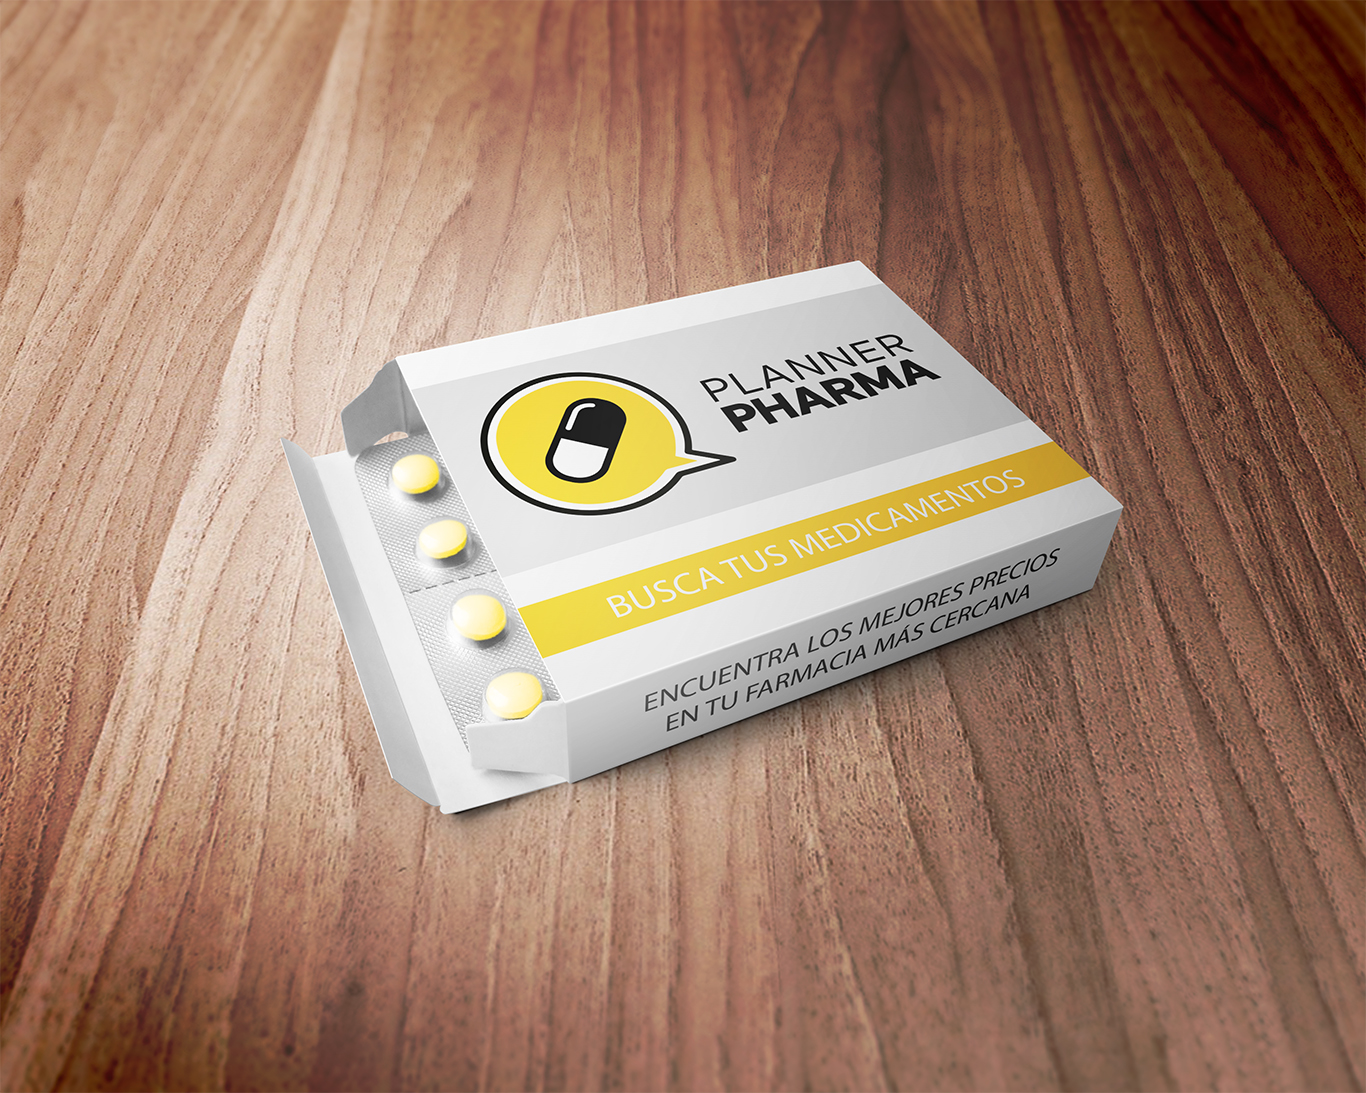 PLANNER
PHARMA
BUSCA TUS MEDICAMENTOS
ENCUENTRA LOS MEJORES PRECIOS
EN TU FARMACIA MÁS CERCANA